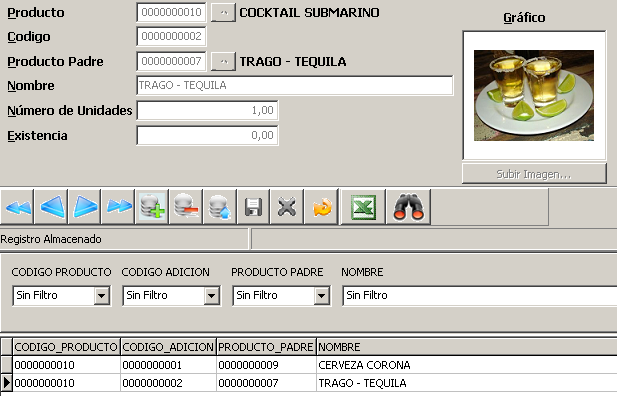 Producto 0000000010 ... COCKTAIL SUBMARINO
Gráfico
Codigo 0000000002
Producto Padre 0000000007 ... TRAGO - TEQUILA
Nombre TRAGO - TEQUILA
Número de Unidades 1,00
Existencia 0,00
Subir Imagen...
Registro Almacenado
CODIGO PRODUCTO CODIGO ADICION PRODUCTO PADRE NOMBRE
Sin Filtro Sin Filtro Sin Filtro Sin Filtro
CODIGO_PRODUCTO CODIGO_ADICION PRODUCTO_PADRE NOMBRE
0000000010 0000000001 0000000009 CERVEZA CORONA
0000000010 0000000002 0000000007 TRAGO - TEQUILA